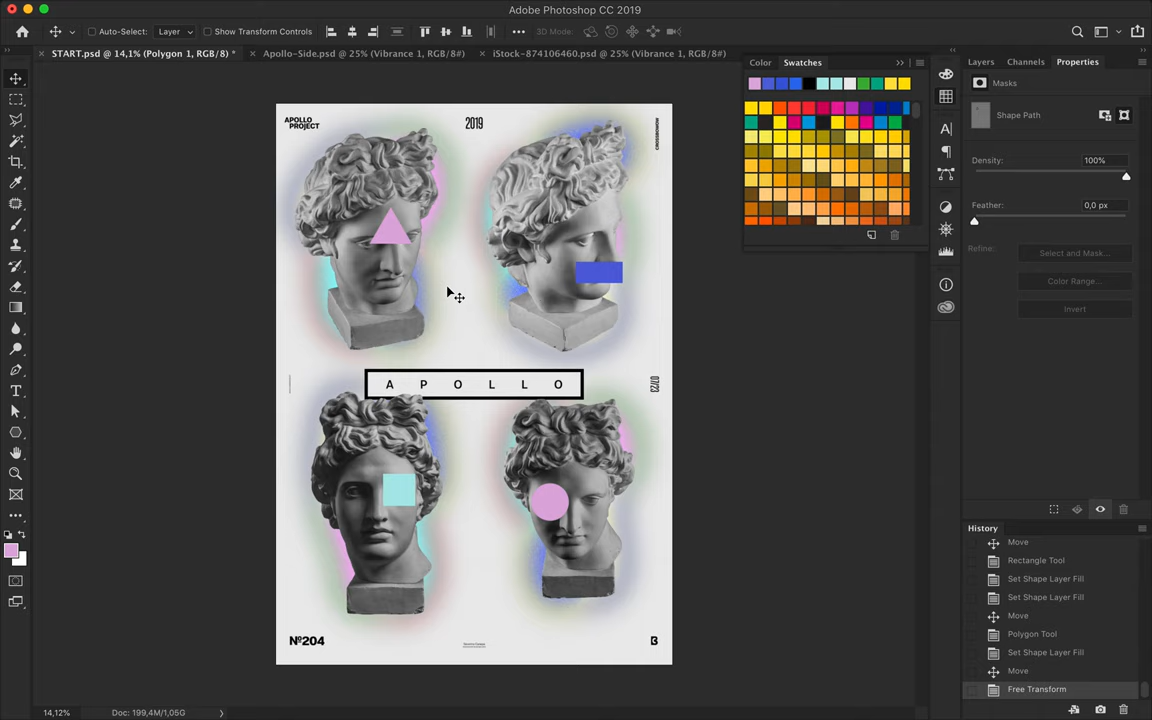 Adobe Photoshop CC 2019
Auto-Select: Layer Show Transform Controls 3D Mode:
START.psd @ 14,1% (Polygon 1, RGB/8) * Apollo-Side.psd @ 25% (Vibrance 1, RGB/8#) iStock-874106460.psd @ 25% (Vibrance 1, RGB/8#)
Color Swatches
Layers Channels Properties
Masks
Shape Path
Density: 100%
Feather: 0,0 px
Refine: Select and Mask...
Color Range...
Invert
APOLLO
PROJECT
2019
CROSSBOWNOW
A P O L L O
07/23
Nº204
B
History
Move
Rectangle Tool
Set Shape Layer Fill
Set Shape Layer Fill
Move
Polygon Tool
Set Shape Layer Fill
Move
Free Transform
14,12% Doc: 199,4M/1,05G